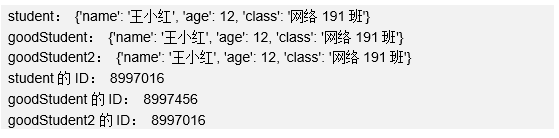 student： {'name': '王小红', 'age': 12, 'class': '网络 191 班'}
goodStudent： {'name': '王小红', 'age': 12, 'class': '网络 191 班'}
goodStudent2： {'name': '王小红', 'age': 12, 'class': '网络 191 班'}
student 的 ID： 8997016
goodStudent 的 ID： 8997456
goodStudent2 的 ID： 8997016